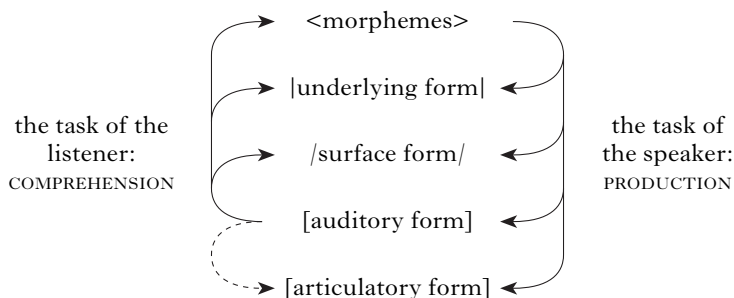 <morphemes>
|underlying form|
the task of the
listener:
COMPREHENSION
/surface form/
the task of
the speaker:
PRODUCTION
[auditory form]
[articulatory form]